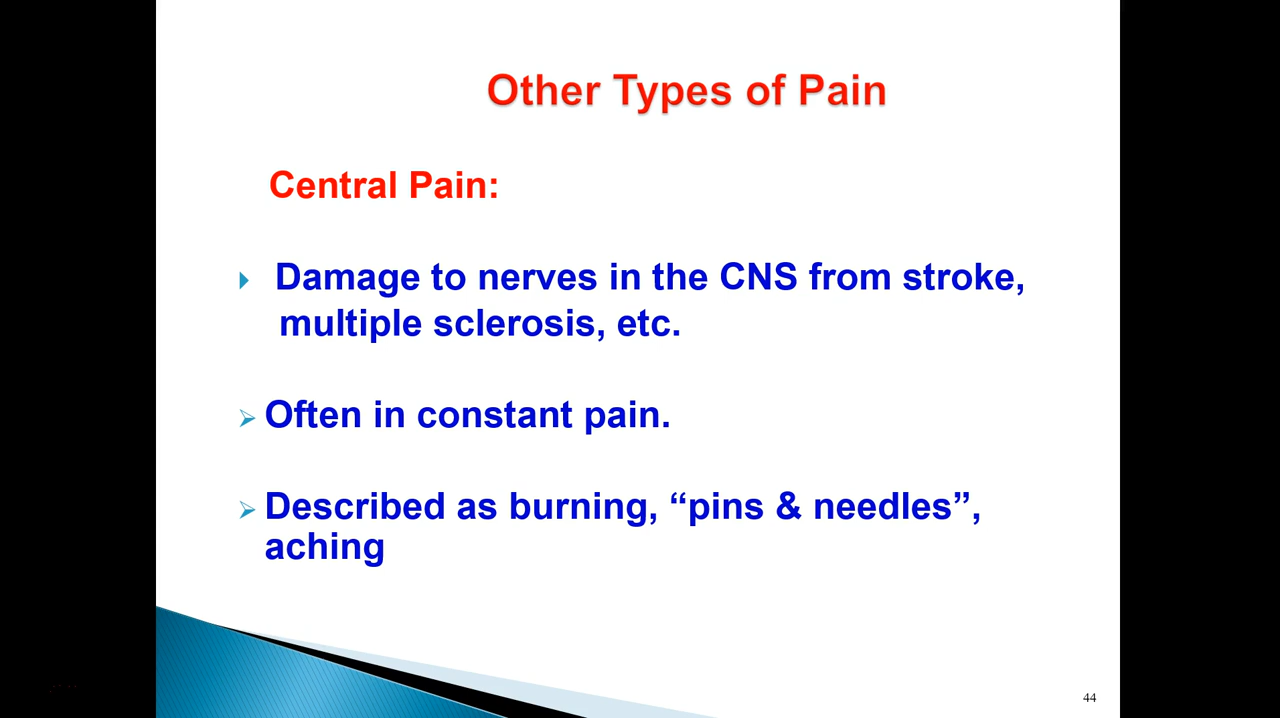 Other Types of Pain
Central Pain:
Damage to nerves in the CNS from stroke,
multiple sclerosis, etc.
Often in constant pain.
Described as burning, “pins & needles”,
aching
44